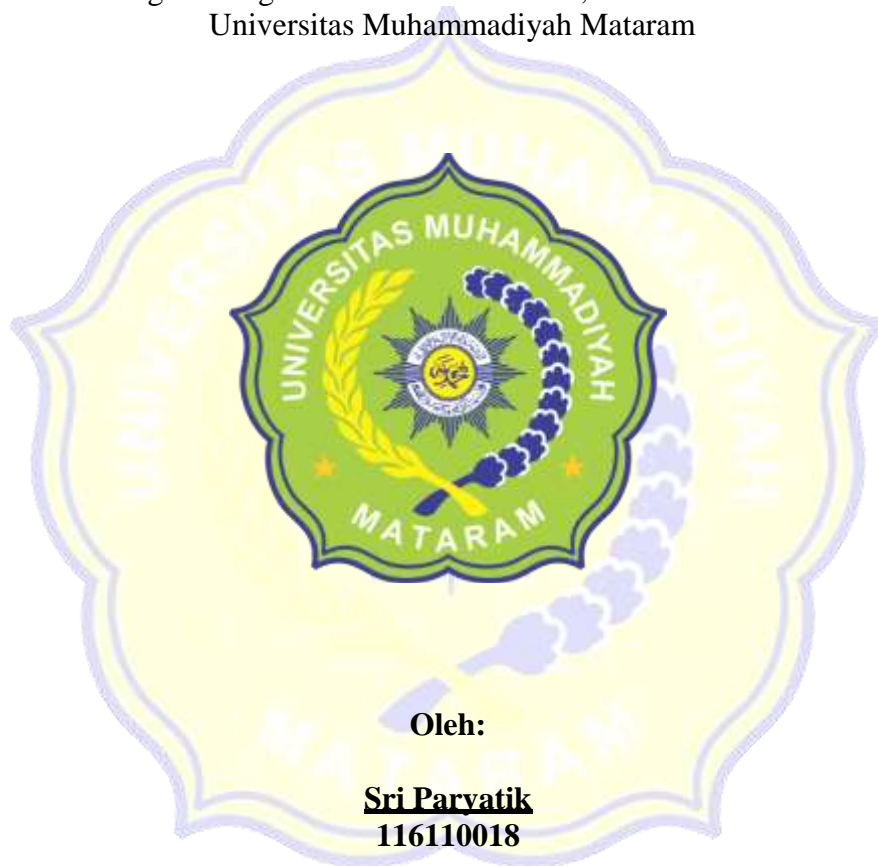 Universitas Muhammadiyah Mataram
UNIVERSITAS MUHAMMADIYAH
MATARAM
Oleh:
Sri Paryatik
116110018